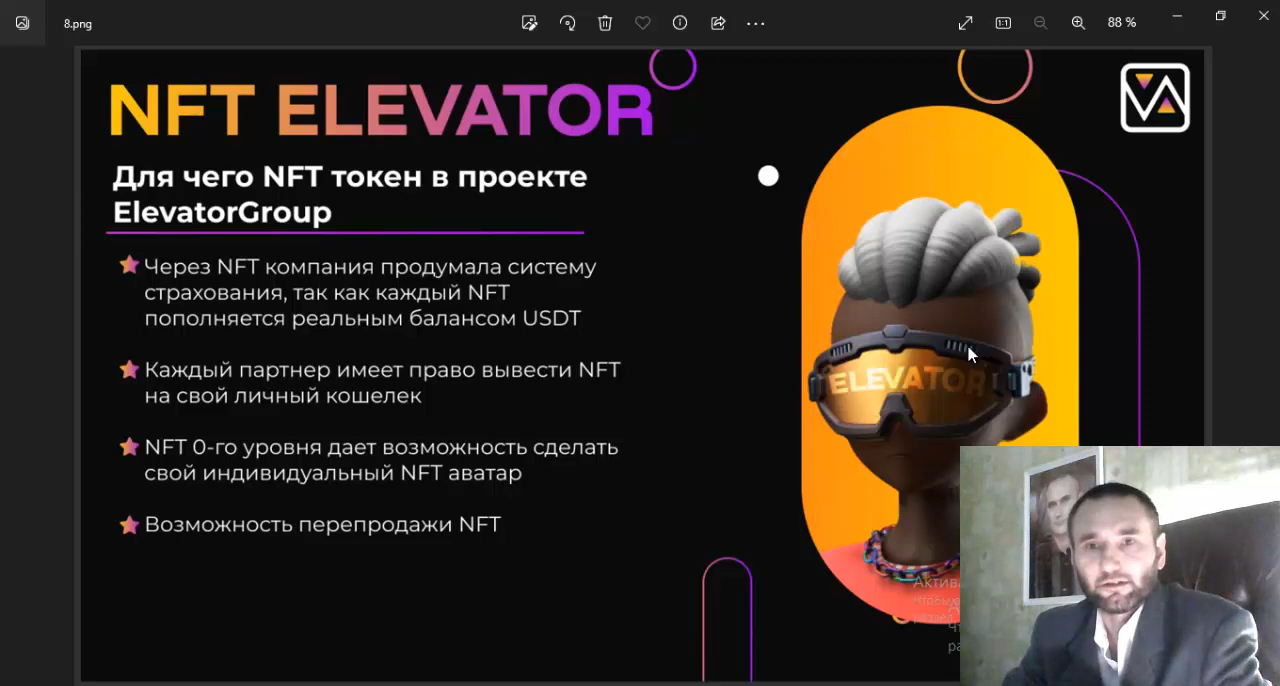 8.png
88 %
NFT ELEVATOR
Для чего NFT токен в проекте
ElevatorGroup
Через NFT компания продумала систему
страхования, так как каждый NFT
пополняется реальным балансом USDT
Каждый партнер имеет право вывести NFT
на свой личный кошелек
NFT 0-го уровня дает возможность сделать
свой индивидуальный NFT аватар
Возможность перепродажи NFT
ELEVATOR